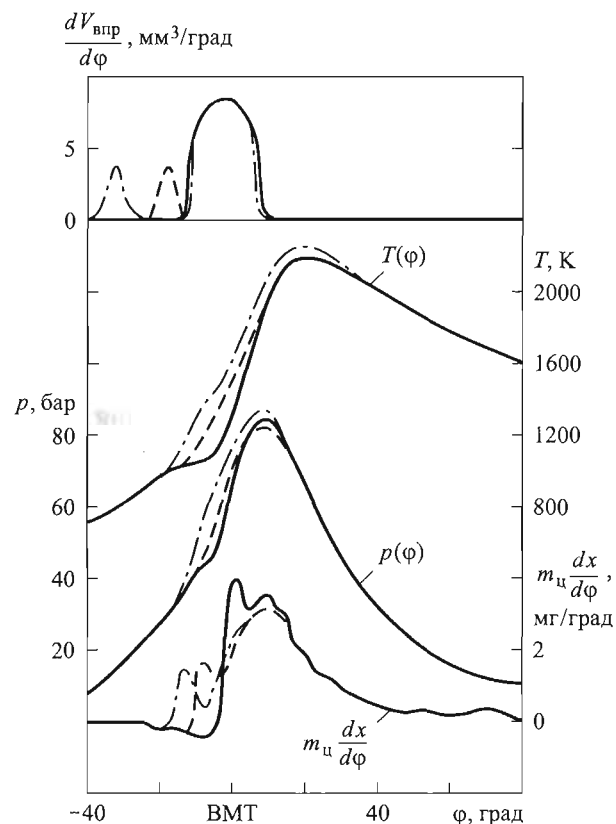 dV_впр/dφ, мм³/град
5
0
T(φ)
T, К
2000
1600
p, бар
80
1200
60
800
p(φ)
40
m_ц dx/dφ,
мг/град
20
2
0
m_ц dx/dφ
-40
ВМТ
40
φ, град